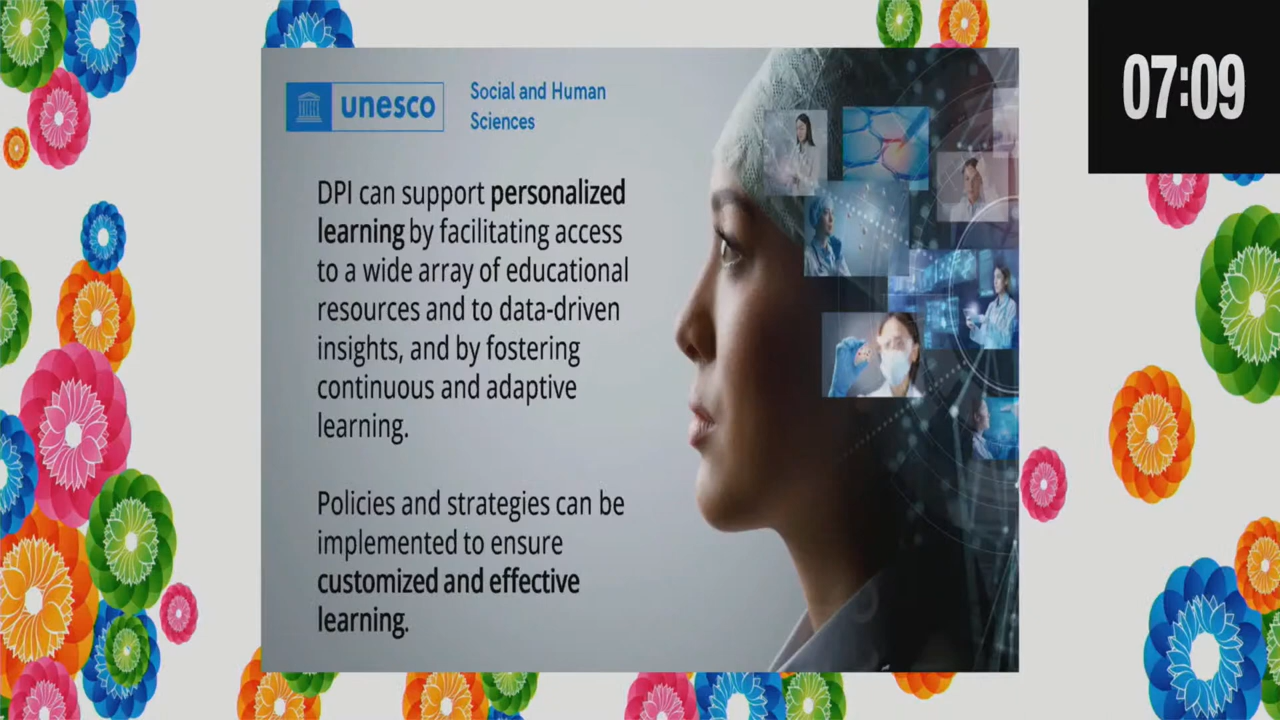 07:09
unesco
Social and Human
Sciences
DPI can support personalized
learning by facilitating access
to a wide array of educational
resources and to data-driven
insights, and by fostering
continuous and adaptive
learning.
Policies and strategies can be
implemented to ensure
customized and effective
learning.